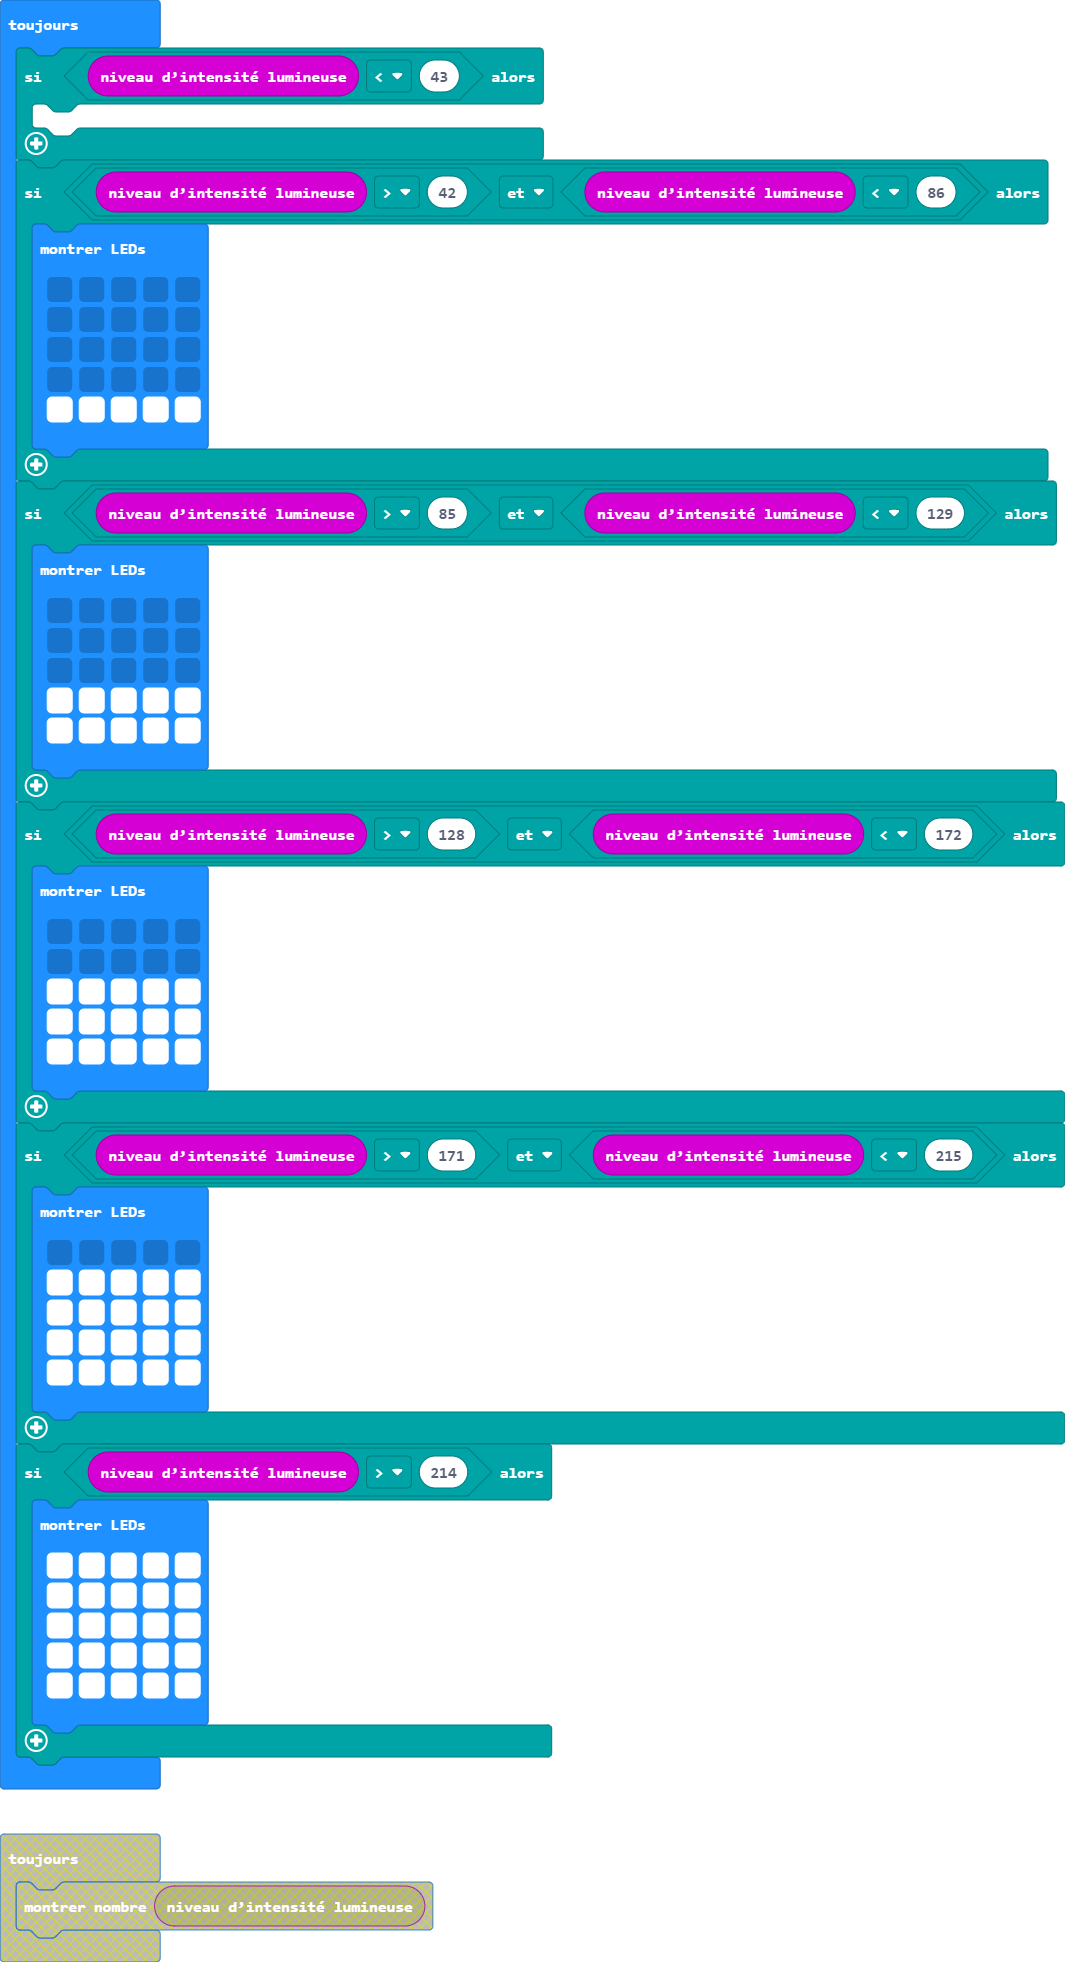 toujours
si niveau d'intensité lumineuse < 43 alors
si niveau d'intensité lumineuse > 42 et niveau d'intensité lumineuse < 86 alors
montrer LEDs
si niveau d'intensité lumineuse > 85 et niveau d'intensité lumineuse < 129 alors
montrer LEDs
si niveau d'intensité lumineuse > 128 et niveau d'intensité lumineuse < 172 alors
montrer LEDs
si niveau d'intensité lumineuse > 171 et niveau d'intensité lumineuse < 215 alors
montrer LEDs
si niveau d'intensité lumineuse > 214 alors
montrer LEDs
toujours
montrer nombre niveau d'intensité lumineuse